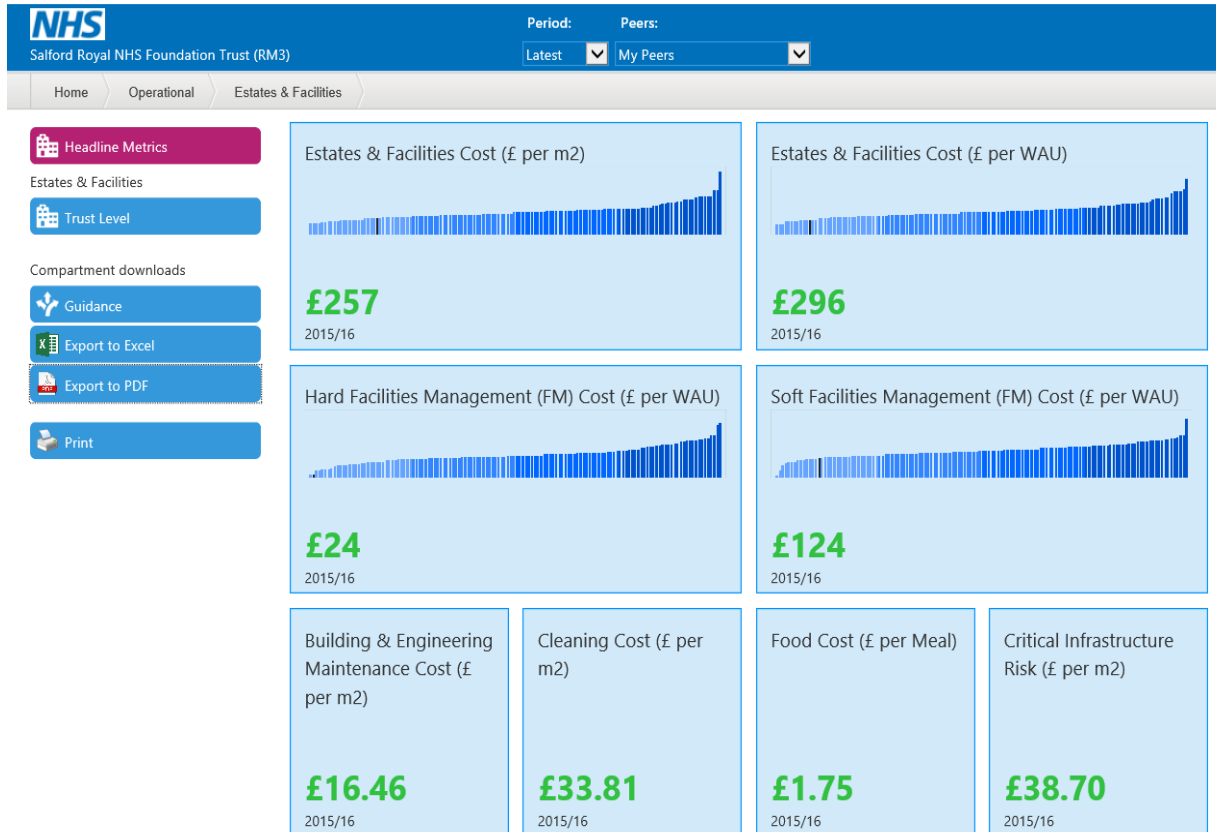 NHS
Salford Royal NHS Foundation Trust (RM3)
Period:
Peers:
Latest
My Peers
Home
Operational
Estates & Facilities
Headline Metrics
Estates & Facilities
Trust Level
Compartment downloads
Guidance
Export to Excel
Export to PDF
Print
Estates & Facilities Cost (£ per m2)
£257
2015/16
Estates & Facilities Cost (£ per WAU)
£296
2015/16
Hard Facilities Management (FM) Cost (£ per WAU)
£24
2015/16
Soft Facilities Management (FM) Cost (£ per WAU)
£124
2015/16
Building & Engineering
Maintenance Cost (£
per m2)
£16.46
2015/16
Cleaning Cost (£ per
m2)
£33.81
2015/16
Food Cost (£ per Meal)
£1.75
2015/16
Critical Infrastructure
Risk (£ per m2)
£38.70
2015/16